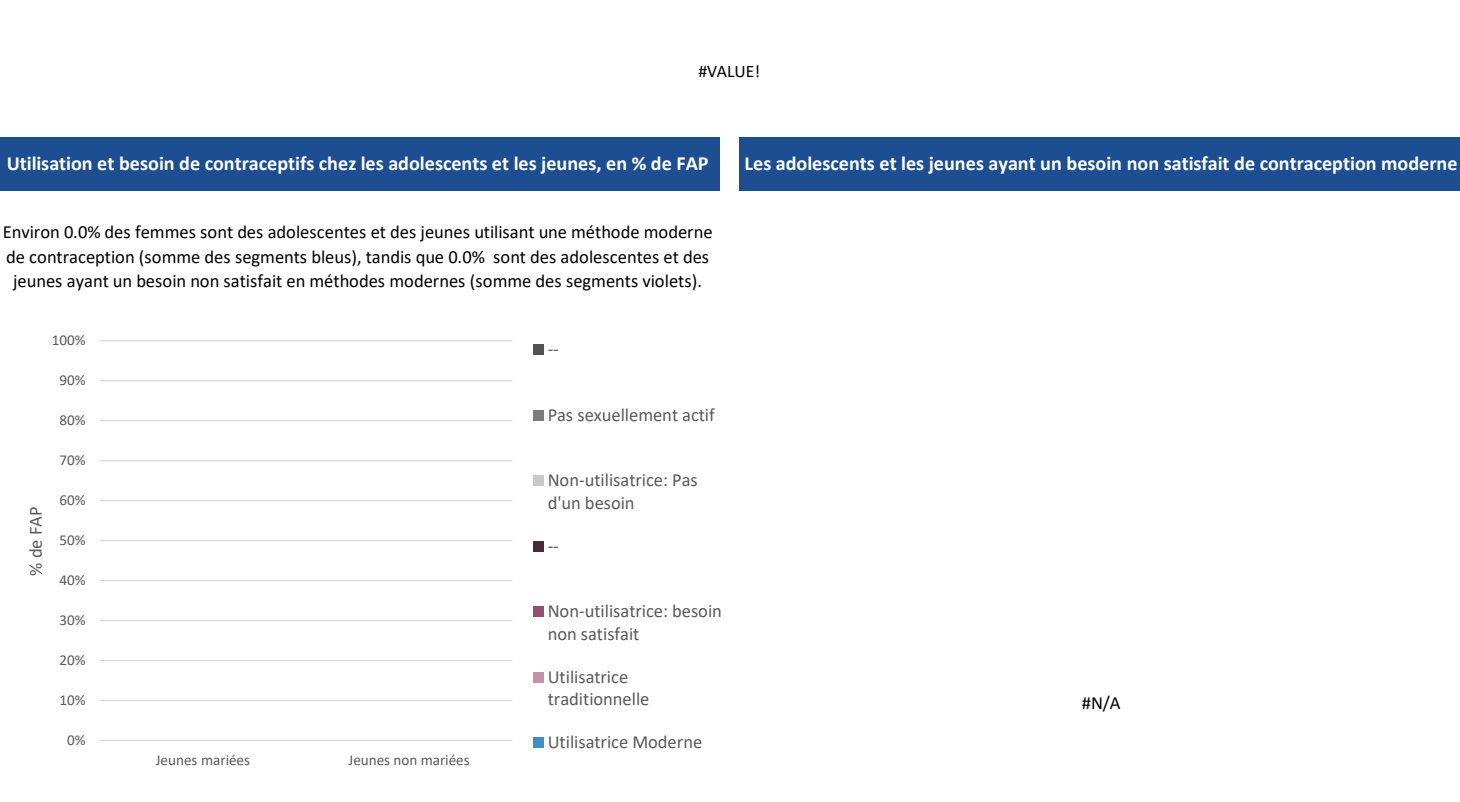 #VALUE!
Utilisation et besoin de contraceptifs chez les adolescents et les jeunes, en % de FAP
Les adolescents et les jeunes ayant un besoin non satisfait de contraception moderne
Environ 0.0% des femmes sont des adolescentes et des jeunes utilisant une méthode moderne
de contraception (somme des segments bleus), tandis que 0.0% sont des adolescentes et des
jeunes ayant un besoin non satisfait en méthodes modernes (somme des segments violets).
% de FAP
100%
90%
80%
70%
60%
50%
40%
30%
20%
10%
0%
Jeunes mariées
Jeunes non mariées
--
Pas sexuellement actif
Non-utilisatrice: Pas
d'un besoin
--
Non-utilisatrice: besoin
non satisfait
Utilisatrice
traditionnelle
Utilisatrice Moderne
#N/A